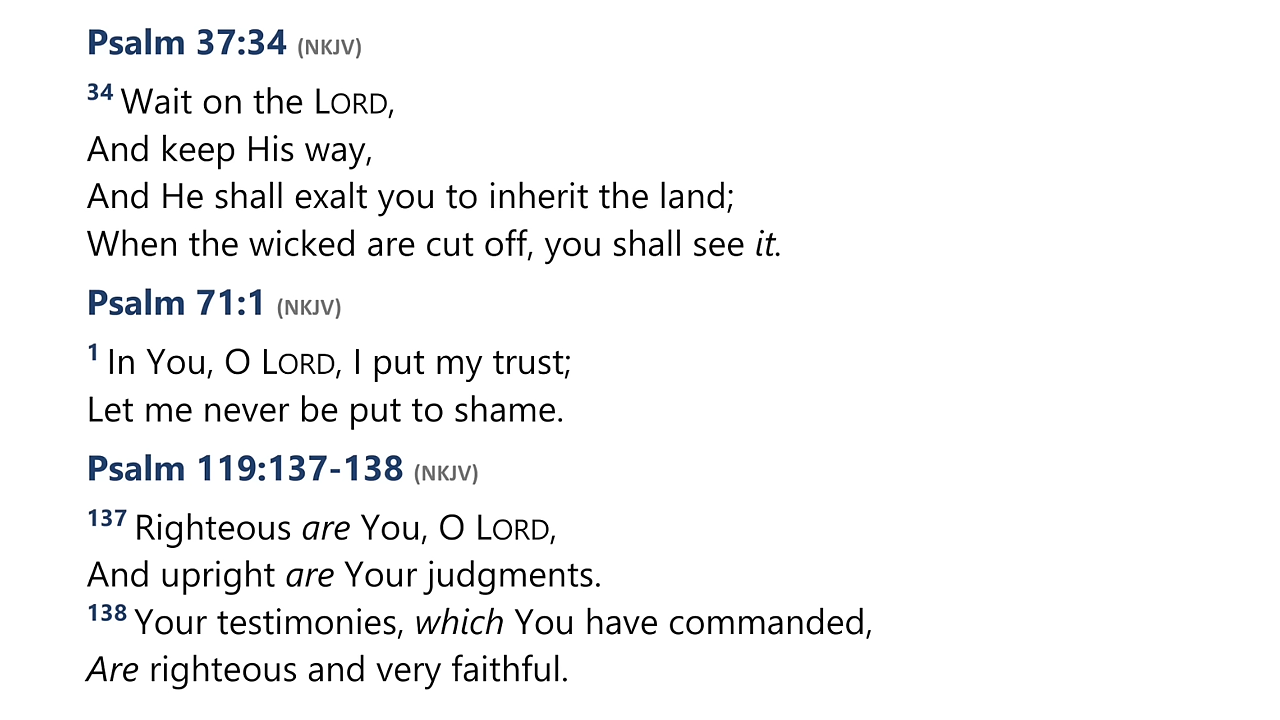 Psalm 37:34 (NKJV)
34 Wait on the LORD,
And keep His way,
And He shall exalt you to inherit the land;
When the wicked are cut off, you shall see it.
Psalm 71:1 (NKJV)
1 In You, O LORD, I put my trust;
Let me never be put to shame.
Psalm 119:137-138 (NKJV)
137 Righteous are You, O LORD,
And upright are Your judgments.
138 Your testimonies, which You have commanded,
Are righteous and very faithful.